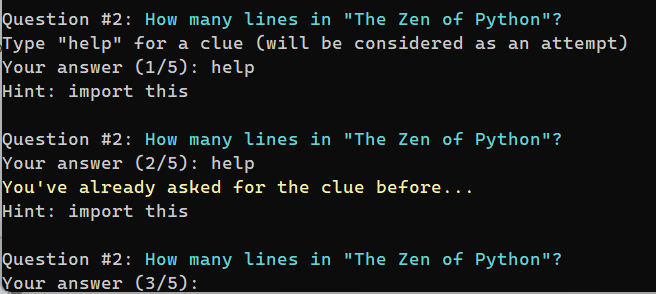 Question #2: How many lines in "The Zen of Python"?
Type "help" for a clue (will be considered as an attempt)
Your answer (1/5): help
Hint: import this
Question #2: How many lines in "The Zen of Python"?
Your answer (2/5): help
You've already asked for the clue before...
Hint: import this
Question #2: How many lines in "The Zen of Python"?
Your answer (3/5):